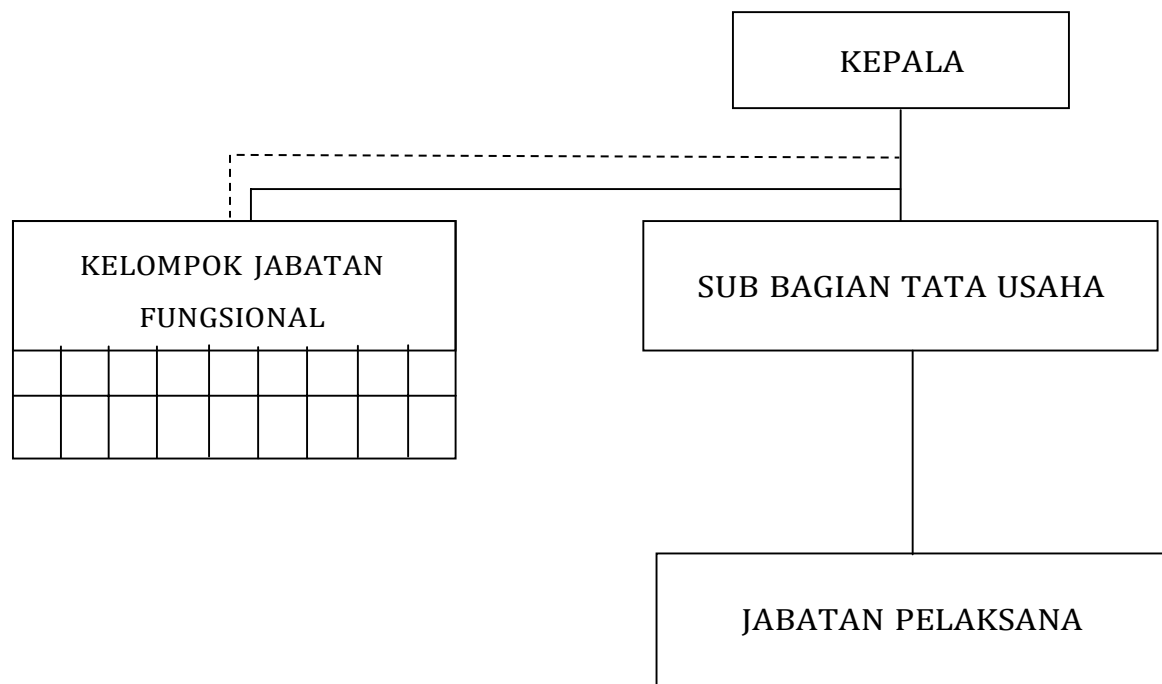 KEPALA
KELOMPOK JABATAN
FUNGSIONAL
SUB BAGIAN TATA USAHA
JABATAN PELAKSANA